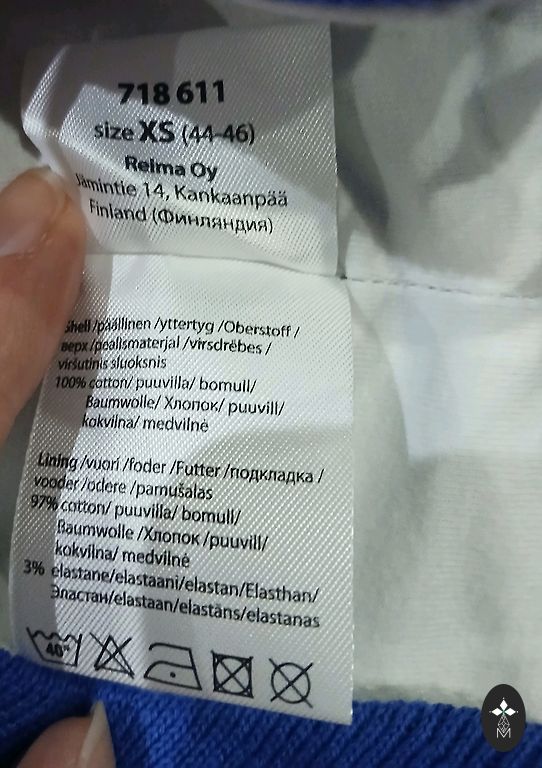 718 611
size XS (44-46)
Reima Oy
Jämintie 14, Kankaanpää
Finland (Финляндия)
Shell /päällinen /yttertyg /Oberstoff /
верх /pealismaterjal /virsdrēbes /
viršutinis sluoksnis
100% cotton/ puuvilla/ bomull/
Baumwolle/ Хлопок/ puuvill/
kokvilna/ medvilnė
Lining /vuori /foder /Futter /подкладка /
vooder /odere /pamušalas
97% cotton/ puuvilla/ bomull/
Baumwolle /Хлопок /puuvill/
kokvilna/ medvilnė
3% elastane/elastaani/elastan/Elasthan/
Эластан/elastaan/elastāns/elastanas
40°
M